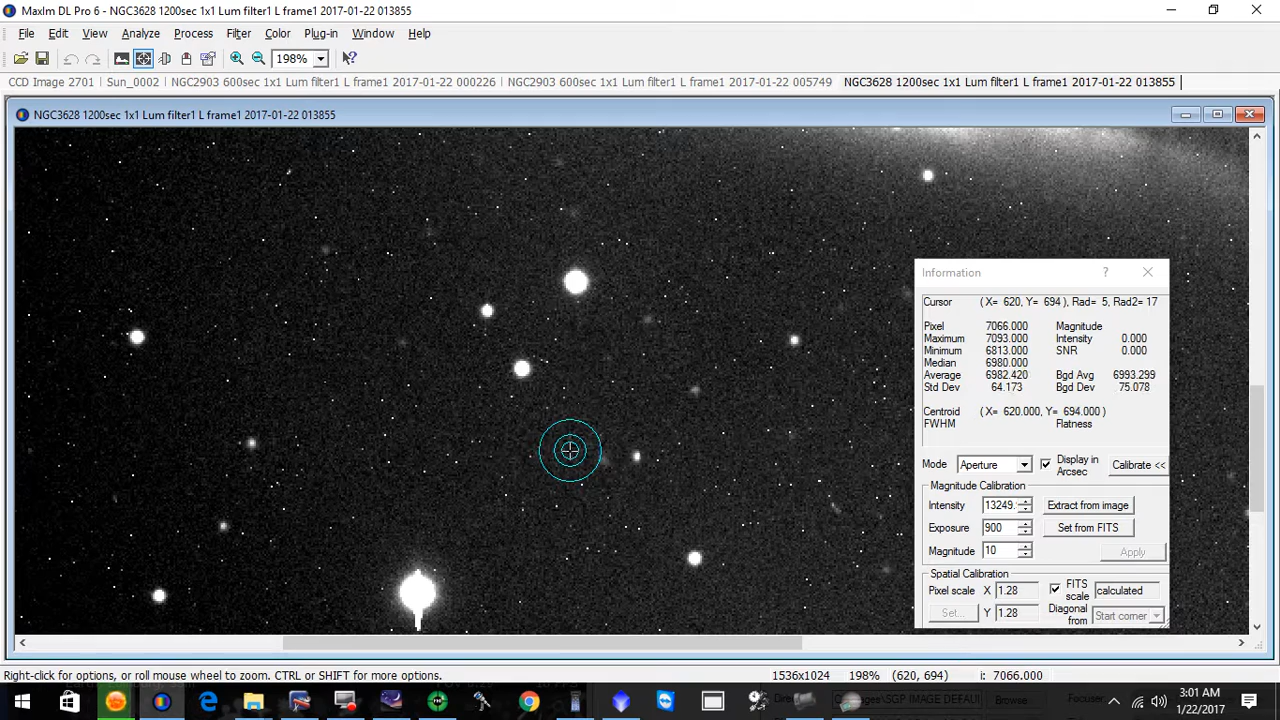 MaxIm DL Pro 6 - NGC3628 1200sec 1x1 Lum filter1 L frame1 2017-01-22 013855
File Edit View Analyze Process Filter Color Plug-in Window Help
198%
CCD Image 2701 | Sun_0002 | NGC2903 600sec 1x1 Lum filter1 L frame1 2017-01-22 000226 | NGC2903 600sec 1x1 Lum filter1 L frame1 2017-01-22 005749 | NGC3628 1200sec 1x1 Lum filter1 L frame1 2017-01-22 013855 |
NGC3628 1200sec 1x1 Lum filter1 L frame1 2017-01-22 013855
Information ?
Cursor ( X= 620, Y= 694 ), Rad= 5, Rad2= 17
Pixel 7066.000 Magnitude
Maximum 7093.000 Intensity 0.000
Minimum 6813.000 SNR 0.000
Median 6980.000
Average 6982.420 Bgd Avg 6993.299
Std Dev 64.173 Bgd Dev 75.078
Centroid ( X= 620.000, Y= 694.000 )
FWHM Flatness
Mode Aperture Display in Arcsec Calibrate <<
Magnitude Calibration
Intensity 13249. Extract from image
Exposure 900 Set from FITS
Magnitude 10 Apply
Spatial Calibration
Pixel scale X 1.28 FITS scale calculated
Set... Y 1.28 Diagonal from Start corner
Right-click for options, roll mouse wheel to zoom. CTRL or SHIFT for more options. 1536x1024 198% (620, 694) i: 7066.000
3:01 AM
1/22/2017